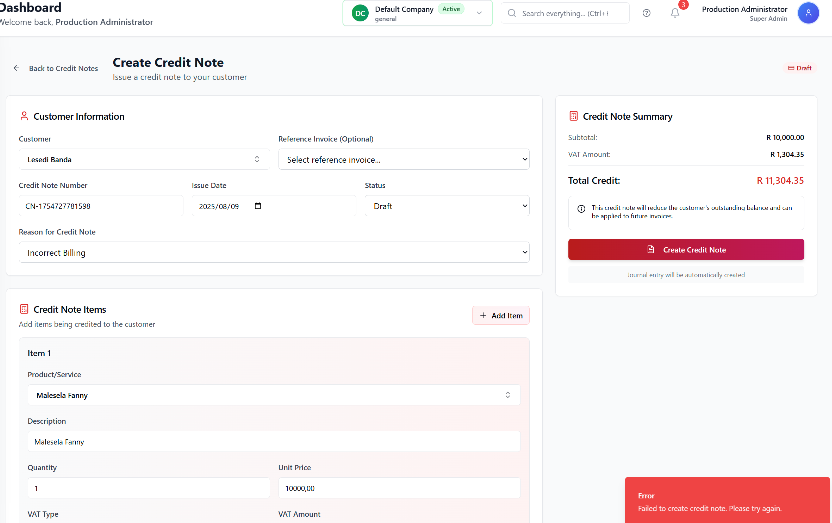 Dashboard
Welcome back, Production Administrator
DC
Default Company Active
general
Search everything... (Ctrl+)
3
Production Administrator
Super Admin
Back to Credit Notes
Create Credit Note
Issue a credit note to your customer
Draft
Customer Information
Customer
Reference Invoice (Optional)
Lesedi Banda
Select reference invoice...
Credit Note Number
Issue Date
Status
CN-1754727781598
2025/08/09
Draft
Reason for Credit Note
Incorrect Billing
Credit Note Summary
Subtotal: R 10,000.00
VAT Amount: R 1,304.35
Total Credit: R 11,304.35
This credit note will reduce the customer's outstanding balance and can
be applied to future invoices.
Create Credit Note
Journal entry will be automatically created
Credit Note Items
Add items being credited to the customer
Add Item
Item 1
Product/Service
Malesela Fanny
Description
Malesela Fanny
Quantity
Unit Price
1
10000,00
VAT Type
VAT Amount
Error
Failed to create credit note. Please try again.